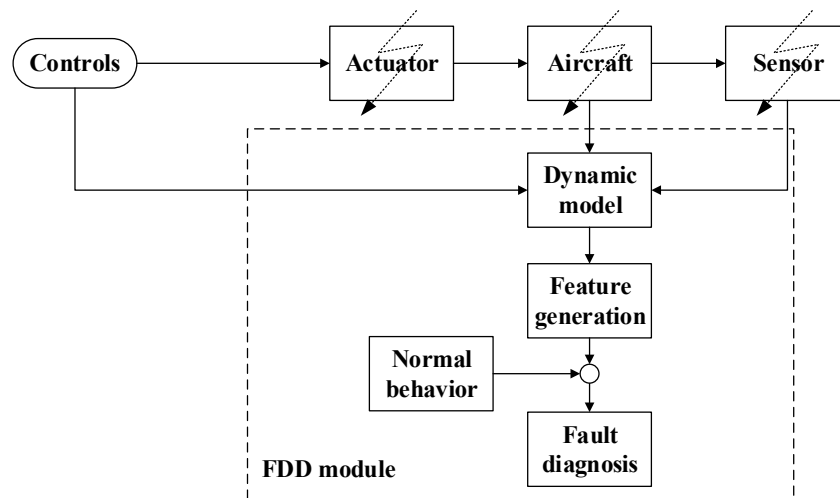 Controls
Actuator
Aircraft
Sensor
Dynamic
model
Feature
generation
Normal
behavior
Fault
diagnosis
FDD module